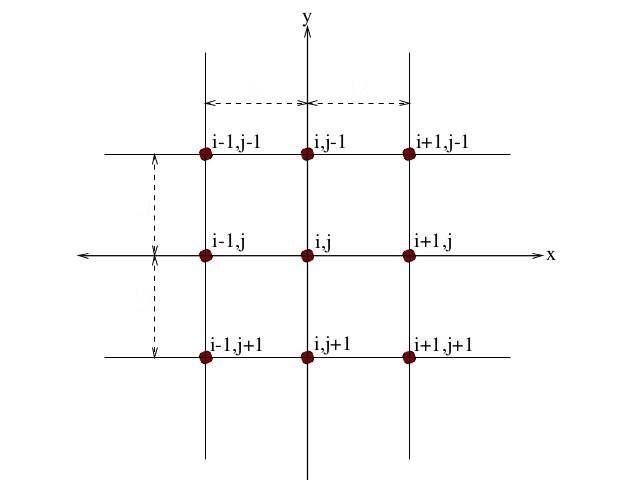 y
i-1,j-1 i,j-1 i+1,j-1
i-1,j i,j i+1,j
x
i-1,j+1 i,j+1 i+1,j+1